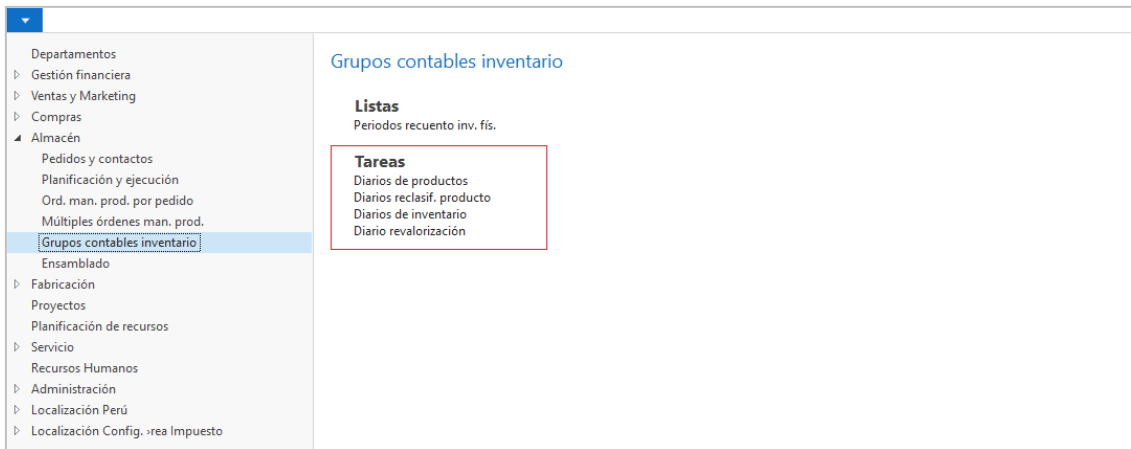 Departamentos
Gestión financiera
Ventas y Marketing
Compras
Almacén
Pedidos y contactos
Planificación y ejecución
Ord. man. prod. por pedido
Múltiples órdenes man. prod.
Grupos contables inventario
Ensamblado
Fabricación
Proyectos
Planificación de recursos
Servicio
Recursos Humanos
Administración
Localización Perú
Localización Config. ›rea Impuesto
Grupos contables inventario
Listas
Periodos recuento inv. fís.
Tareas
Diarios de productos
Diarios reclasif. producto
Diarios de inventario
Diario revalorización